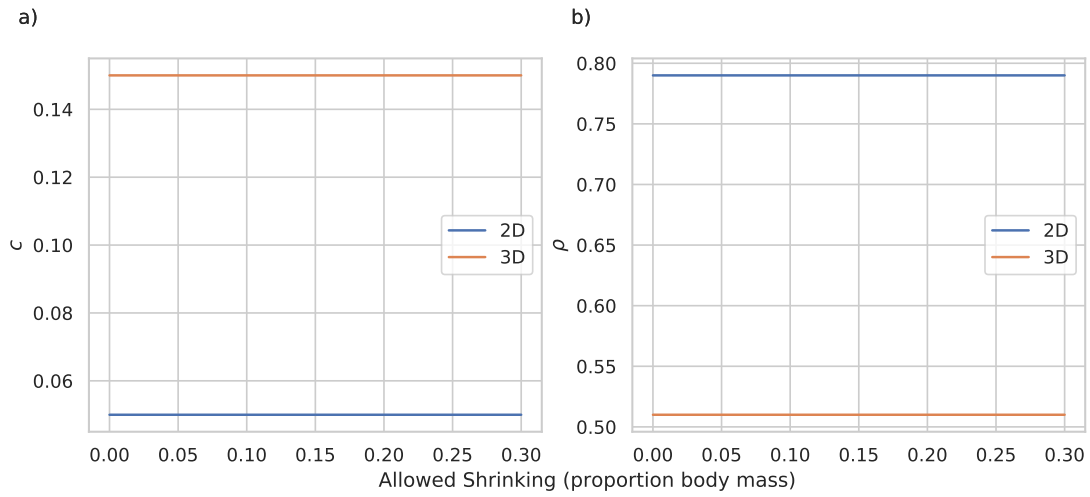 a)
c
0.14
0.12
0.10
0.08
0.06
0.00 0.05 0.10 0.15 0.20 0.25 0.30
2D
3D
b)
ρ
0.80
0.75
0.70
0.65
0.60
0.55
0.50
0.00 0.05 0.10 0.15 0.20 0.25 0.30
2D
3D
Allowed Shrinking (proportion body mass)